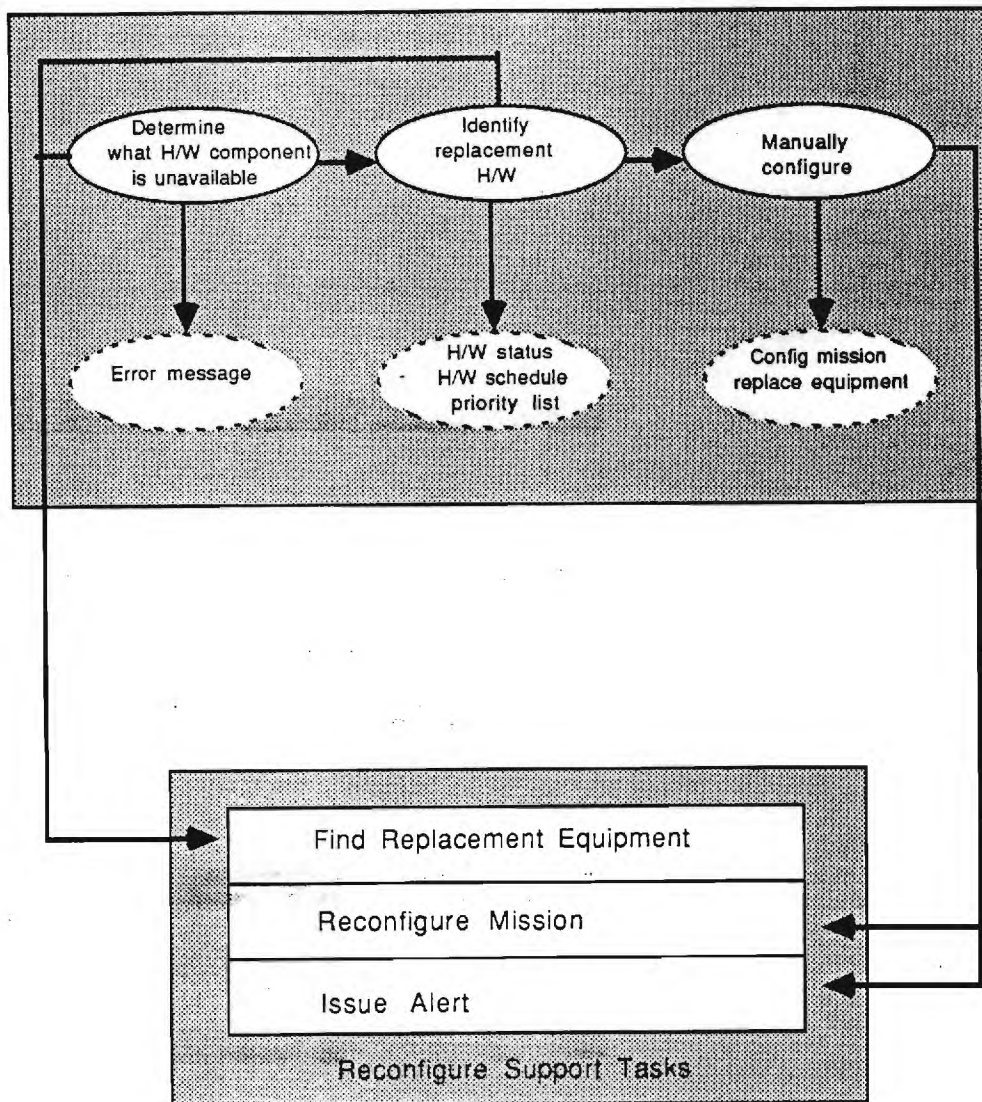 Determine
what H/W component
is unavailable
Identify
replacement
H/W
Manually
configure
Error message
H/W status
H/W schedule
priority list
Config mission
replace equipment
Find Replacement Equipment
Reconfigure Mission
Issue Alert
Reconfigure Support Tasks